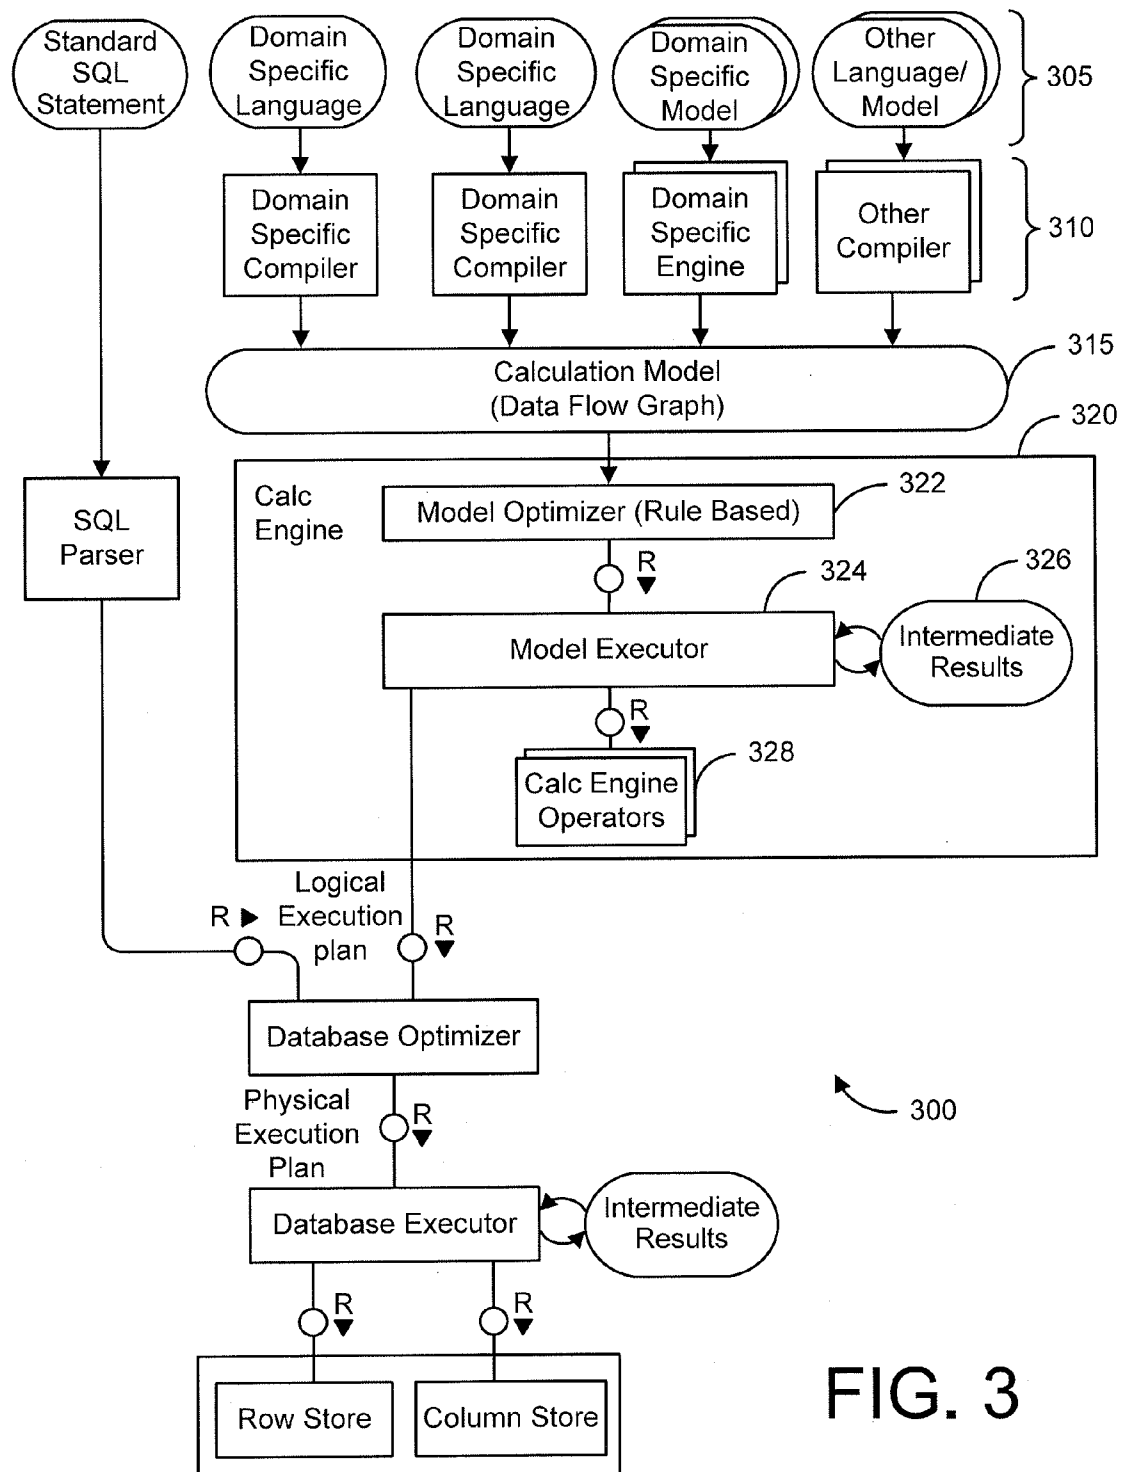 Standard
SQL
Statement
Domain
Specific
Language
Domain
Specific
Language
Domain
Specific
Model
Other
Language/
Model
305
Domain
Specific
Compiler
Domain
Specific
Compiler
Domain
Specific
Engine
Other
Compiler
310
315
Calculation Model
(Data Flow Graph)
320
Calc
Engine
Model Optimizer (Rule Based)
322
SQL
Parser
R
324
326
Model Executor
Intermediate
Results
R
328
Calc Engine
Operators
Logical
Execution
plan
R
R
Database Optimizer
Physical
Execution
Plan
R
300
Database Executor
Intermediate
Results
R
R
Row Store
Column Store
FIG. 3